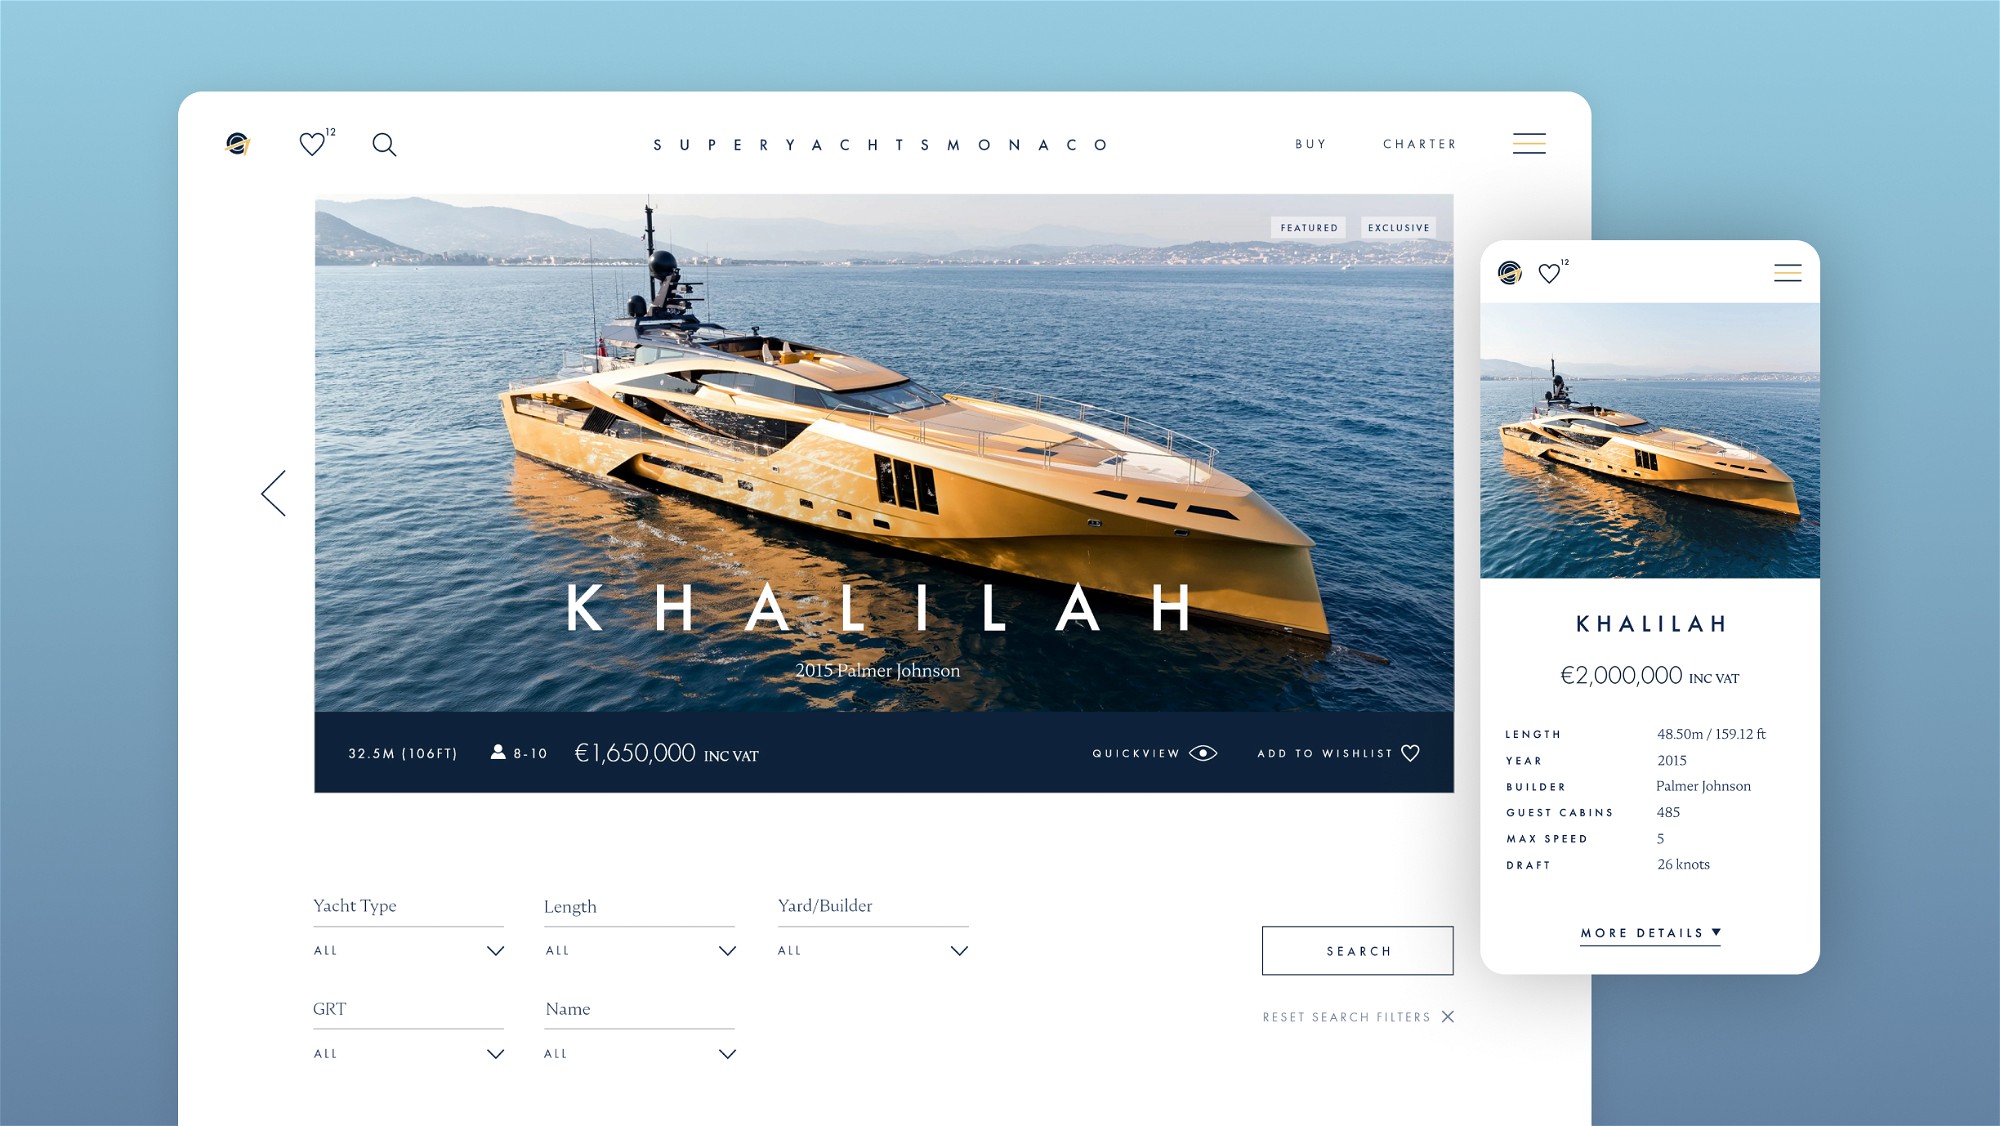 12
SUPERYACHTSMONACO
BUY
CHARTER
FEATURED
EXCLUSIVE
KHALILAH
2015 Palmer Johnson
32.5M (106FT)
8-10
€1,650,000 INC VAT
QUICKVIEW
ADD TO WISHLIST
Yacht Type
Length
Yard/Builder
ALL
ALL
ALL
SEARCH
GRT
Name
RESET SEARCH FILTERS
ALL
ALL
12
KHALILAH
€2,000,000 INC VAT
LENGTH 48.50m / 159.12 ft
YEAR 2015
BUILDER Palmer Johnson
GUEST CABINS 485
MAX SPEED 5
DRAFT 26 knots
MORE DETAILS